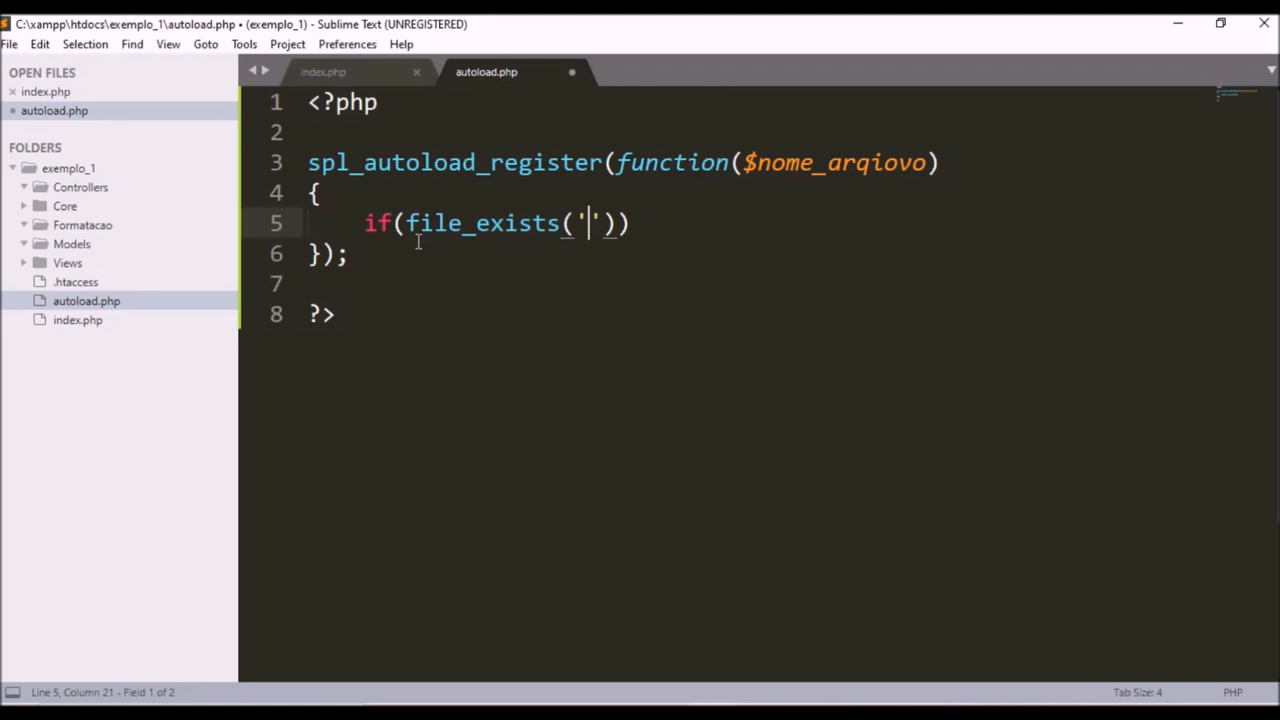 C:\xampp\htdocs\exemplo_1\autoload.php • (exemplo_1) - Sublime Text (UNREGISTERED)
File Edit Selection Find View Goto Tools Project Preferences Help
OPEN FILES
index.php
autoload.php
FOLDERS
exemplo_1
Controllers
Core
Formatacao
Models
Views
.htaccess
autoload.php
index.php
index.php autoload.php
1 <?php
2
3 spl_autoload_register(function($nome_arqiovo)
4 {
5 if(file_exists(''))
6 });
7
8 ?>
Line 5, Column 21 - Field 1 of 2 Tab Size: 4 PHP